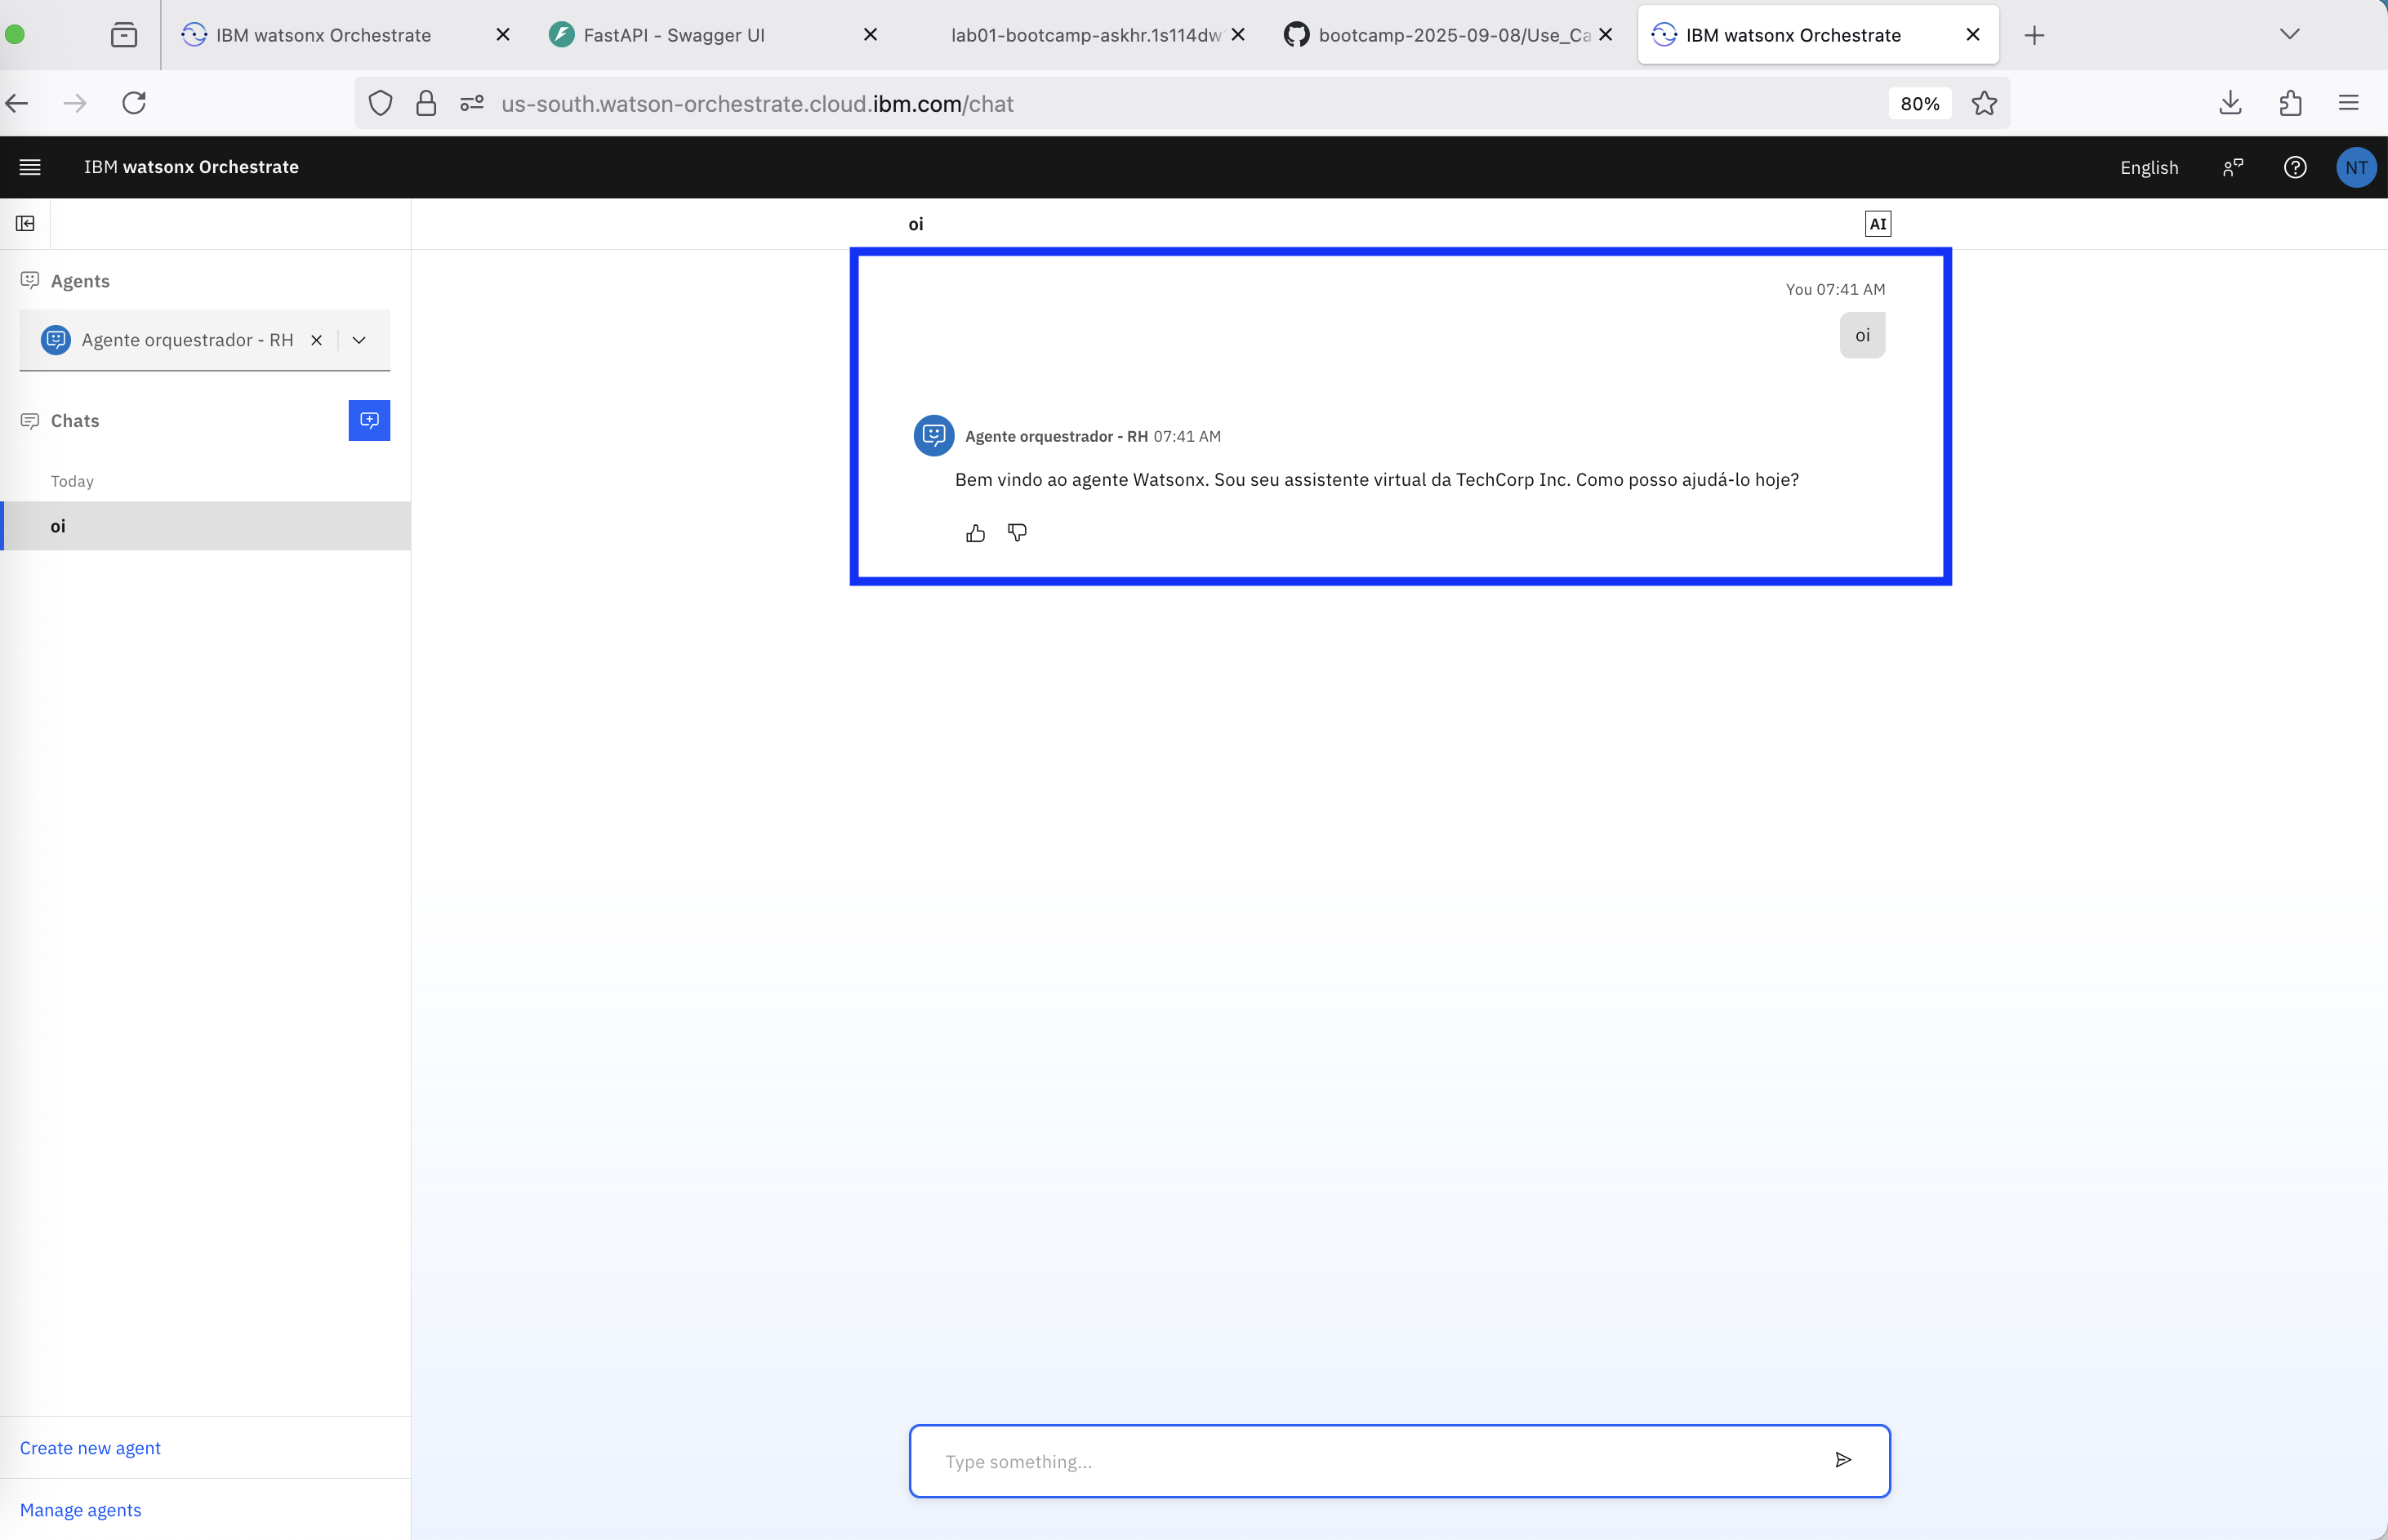 IBM watsonx Orchestrate
FastAPI - Swagger UI
lab01-bootcamp-askhr.1s114dw
bootcamp-2025-09-08/Use_Ca
IBM watsonx Orchestrate
us-south.watson-orchestrate.cloud.ibm.com/chat
80%
IBM watsonx Orchestrate
English
NT
oi
AI
Agents
Agente orquestrador - RH
Chats
Today
oi
You 07:41 AM
oi
Agente orquestrador - RH 07:41 AM
Bem vindo ao agente Watsonx. Sou seu assistente virtual da TechCorp Inc. Como posso ajudá-lo hoje?
Type something...
Create new agent
Manage agents